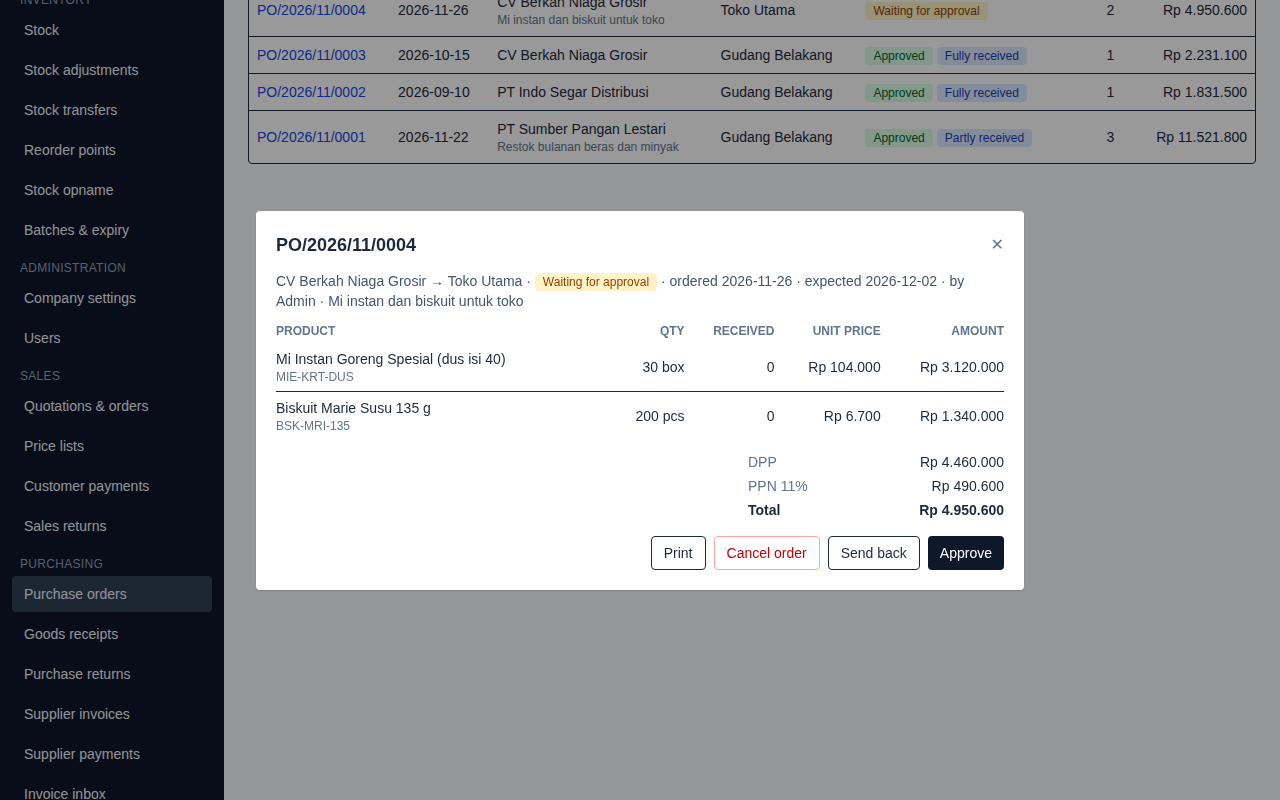 INVENTORY
Stock
Stock adjustments
Stock transfers
Reorder points
Stock opname
Batches & expiry
ADMINISTRATION
Company settings
Users
SALES
Quotations & orders
Price lists
Customer payments
Sales returns
PURCHASING
Purchase orders
Goods receipts
Purchase returns
Supplier invoices
Supplier payments
Invoice inbox
PO/2026/11/0004 2026-11-26 CV Berkah Niaga Grosir Toko Utama Waiting for approval 2 Rp 4.950.600
Mi instan dan biskuit untuk toko
PO/2026/11/0003 2026-10-15 CV Berkah Niaga Grosir Gudang Belakang Approved Fully received 1 Rp 2.231.100
PO/2026/11/0002 2026-09-10 PT Indo Segar Distribusi Gudang Belakang Approved Fully received 1 Rp 1.831.500
PO/2026/11/0001 2026-11-22 PT Sumber Pangan Lestari Gudang Belakang Approved Partly received 3 Rp 11.521.800
Restok bulanan beras dan minyak
PO/2026/11/0004 ✕
CV Berkah Niaga Grosir → Toko Utama · Waiting for approval · ordered 2026-11-26 · expected 2026-12-02 · by
Admin · Mi instan dan biskuit untuk toko
PRODUCT QTY RECEIVED UNIT PRICE AMOUNT
Mi Instan Goreng Spesial (dus isi 40) 30 box 0 Rp 104.000 Rp 3.120.000
MIE-KRT-DUS
Biskuit Marie Susu 135 g 200 pcs 0 Rp 6.700 Rp 1.340.000
BSK-MRI-135
DPP Rp 4.460.000
PPN 11% Rp 490.600
Total Rp 4.950.600
Print Cancel order Send back Approve